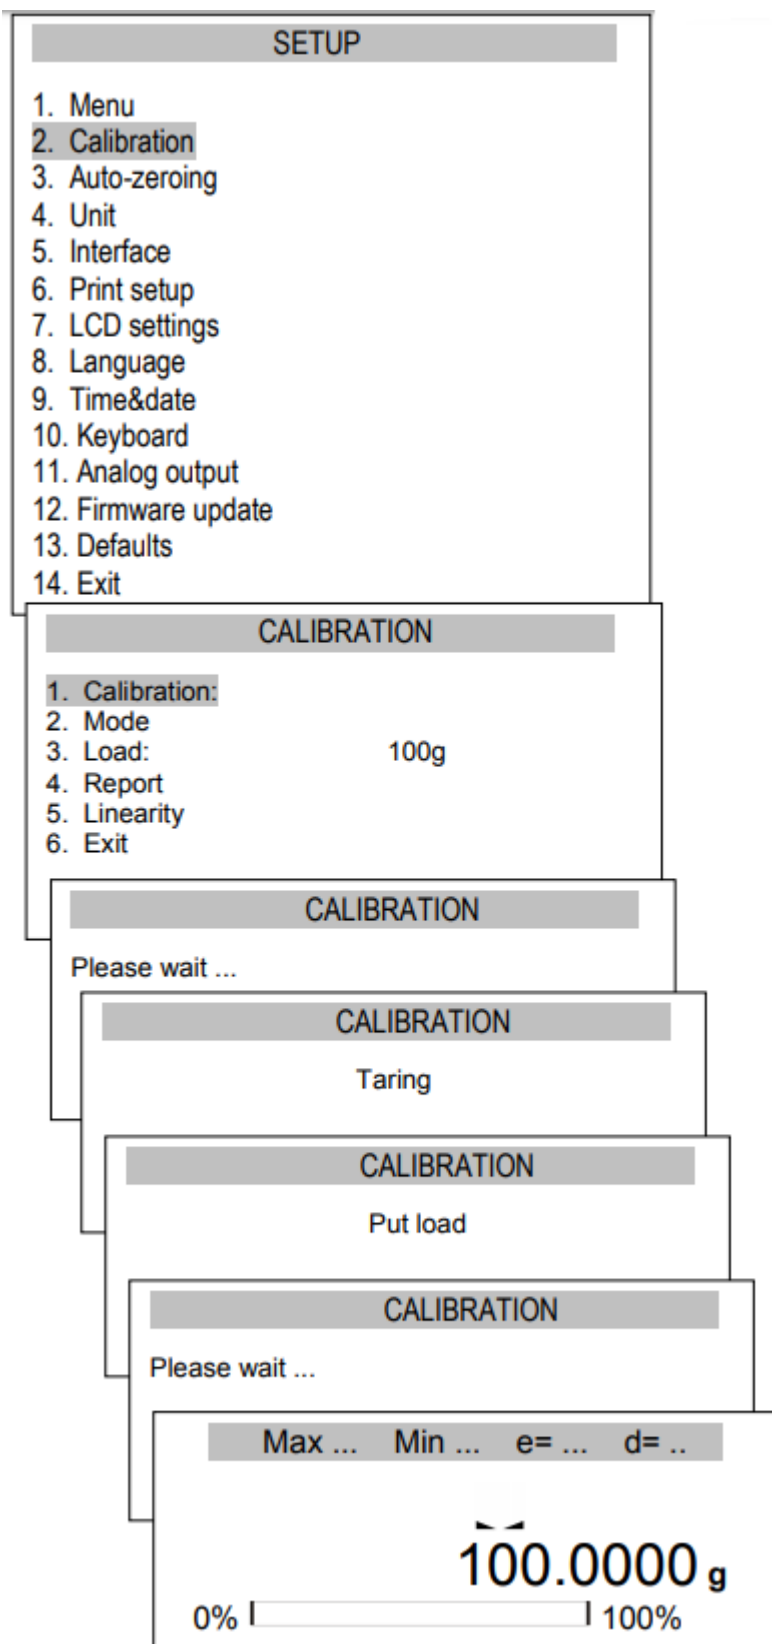 SETUP
1. Menu
2. Calibration
3. Auto-zeroing
4. Unit
5. Interface
6. Print setup
7. LCD settings
8. Language
9. Time&date
10. Keyboard
11. Analog output
12. Firmware update
13. Defaults
14. Exit
CALIBRATION
1. Calibration:
2. Mode
3. Load: 100g
4. Report
5. Linearity
6. Exit
CALIBRATION
Please wait ...
CALIBRATION
Taring
CALIBRATION
Put load
CALIBRATION
Please wait ...
Max ... Min ... e= ... d= ..
100.0000 g
0% 100%